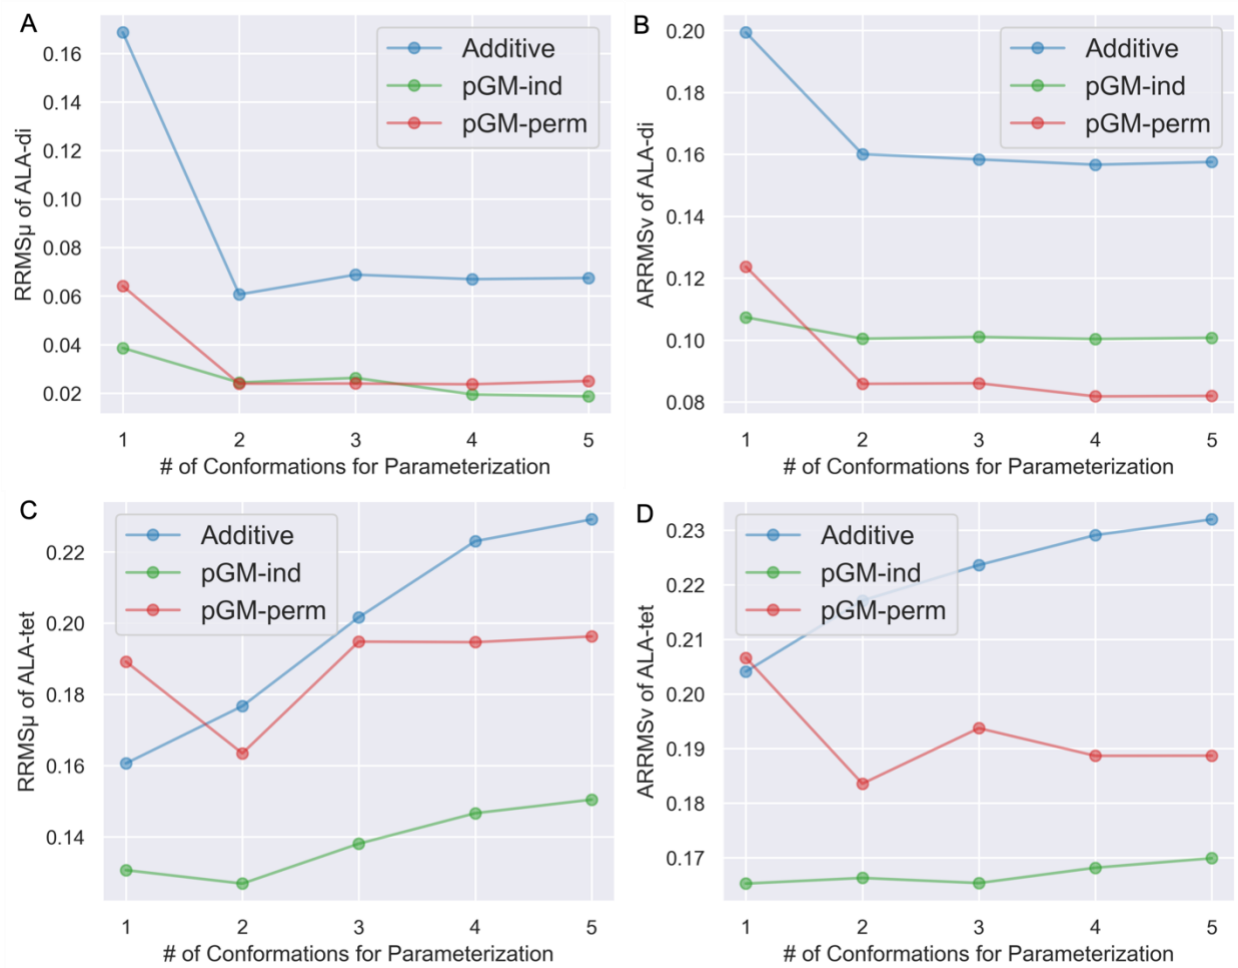 A
RRMSμ of ALA-di
0.16
0.14
0.12
0.10
0.08
0.06
0.04
0.02
Additive
pGM-ind
pGM-perm
1 2 3 4 5
# of Conformations for Parameterization
B
ARRMSv of ALA-di
0.20
0.18
0.16
0.14
0.12
0.10
0.08
Additive
pGM-ind
pGM-perm
1 2 3 4 5
# of Conformations for Parameterization
C
RRMSμ of ALA-tet
0.22
0.20
0.18
0.16
0.14
Additive
pGM-ind
pGM-perm
1 2 3 4 5
# of Conformations for Parameterization
D
ARRMSv of ALA-tet
0.23
0.22
0.21
0.20
0.19
0.18
0.17
Additive
pGM-ind
pGM-perm
1 2 3 4 5
# of Conformations for Parameterization